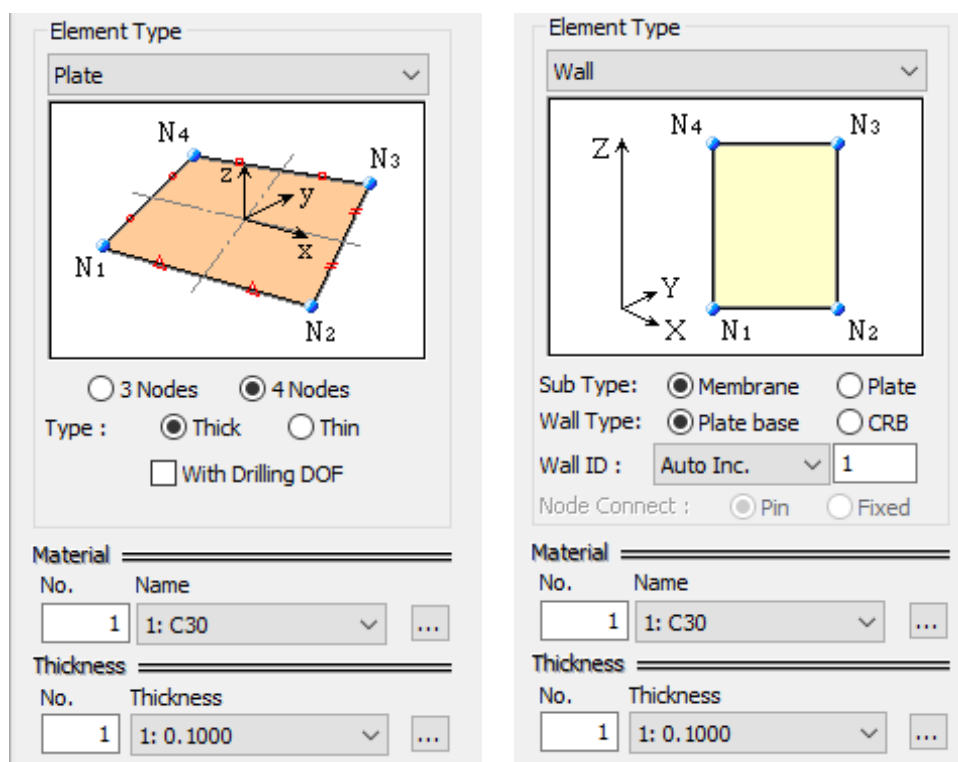 Element Type
Plate
N4
N3
z
y
x
N1
N2
3 Nodes 4 Nodes
Type : Thick Thin
With Drilling DOF
Material
No. Name
1 1: C30 ...
Thickness
No. Thickness
1 1: 0.1000 ...
Element Type
Wall
N4 N3
Z
Y
X N1 N2
Sub Type: Membrane Plate
Wall Type: Plate base CRB
Wall ID : Auto Inc. 1
Node Connect : Pin Fixed
Material
No. Name
1 1: C30 ...
Thickness
No. Thickness
1 1: 0.1000 ...